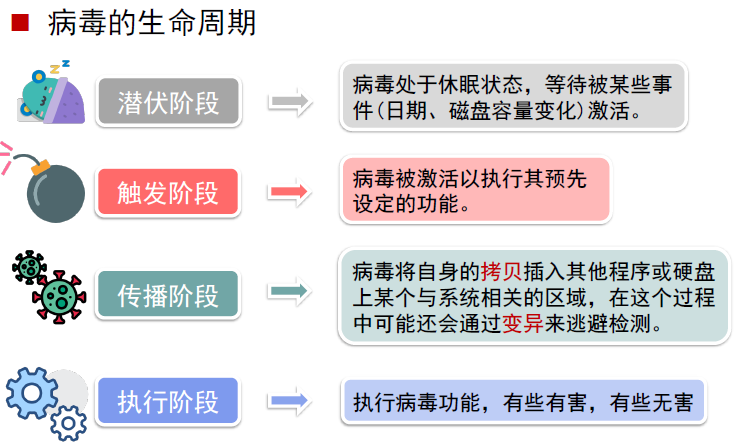 病毒的生命周期
z z z
潜伏阶段
病毒处于休眠状态，等待被某些事
件(日期、磁盘容量变化)激活。
触发阶段
病毒被激活以执行其预先
设定的功能。
传播阶段
病毒将自身的拷贝插入其他程序或硬盘
上某个与系统相关的区域，在这个过程
中可能还会通过变异来逃避检测。
执行阶段
执行病毒功能，有些有害，有些无害